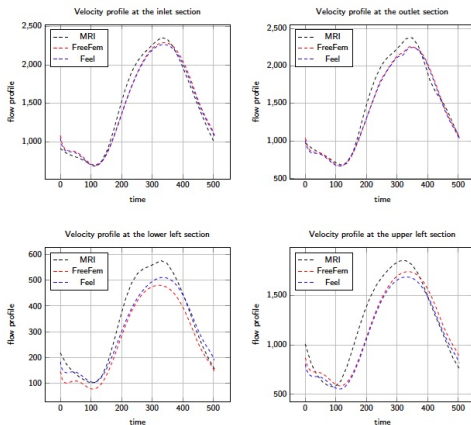 Velocity profile at the inlet section
2,500
2,000
1,500
1,000
flow profile
MRI
FreeFem
Feel
0 100 200 300 400 500
time
Velocity profile at the outlet section
2,500
2,000
1,500
1,000
500
flow profile
MRI
FreeFem
Feel
0 100 200 300 400 500
time
Velocity profile at the lower left section
600
500
400
300
200
100
flow profile
MRI
FreeFem
Feel
0 100 200 300 400 500
time
Velocity profile at the upper left section
1,500
1,000
500
flow profile
MRI
FreeFem
Feel
0 100 200 300 400 500
time